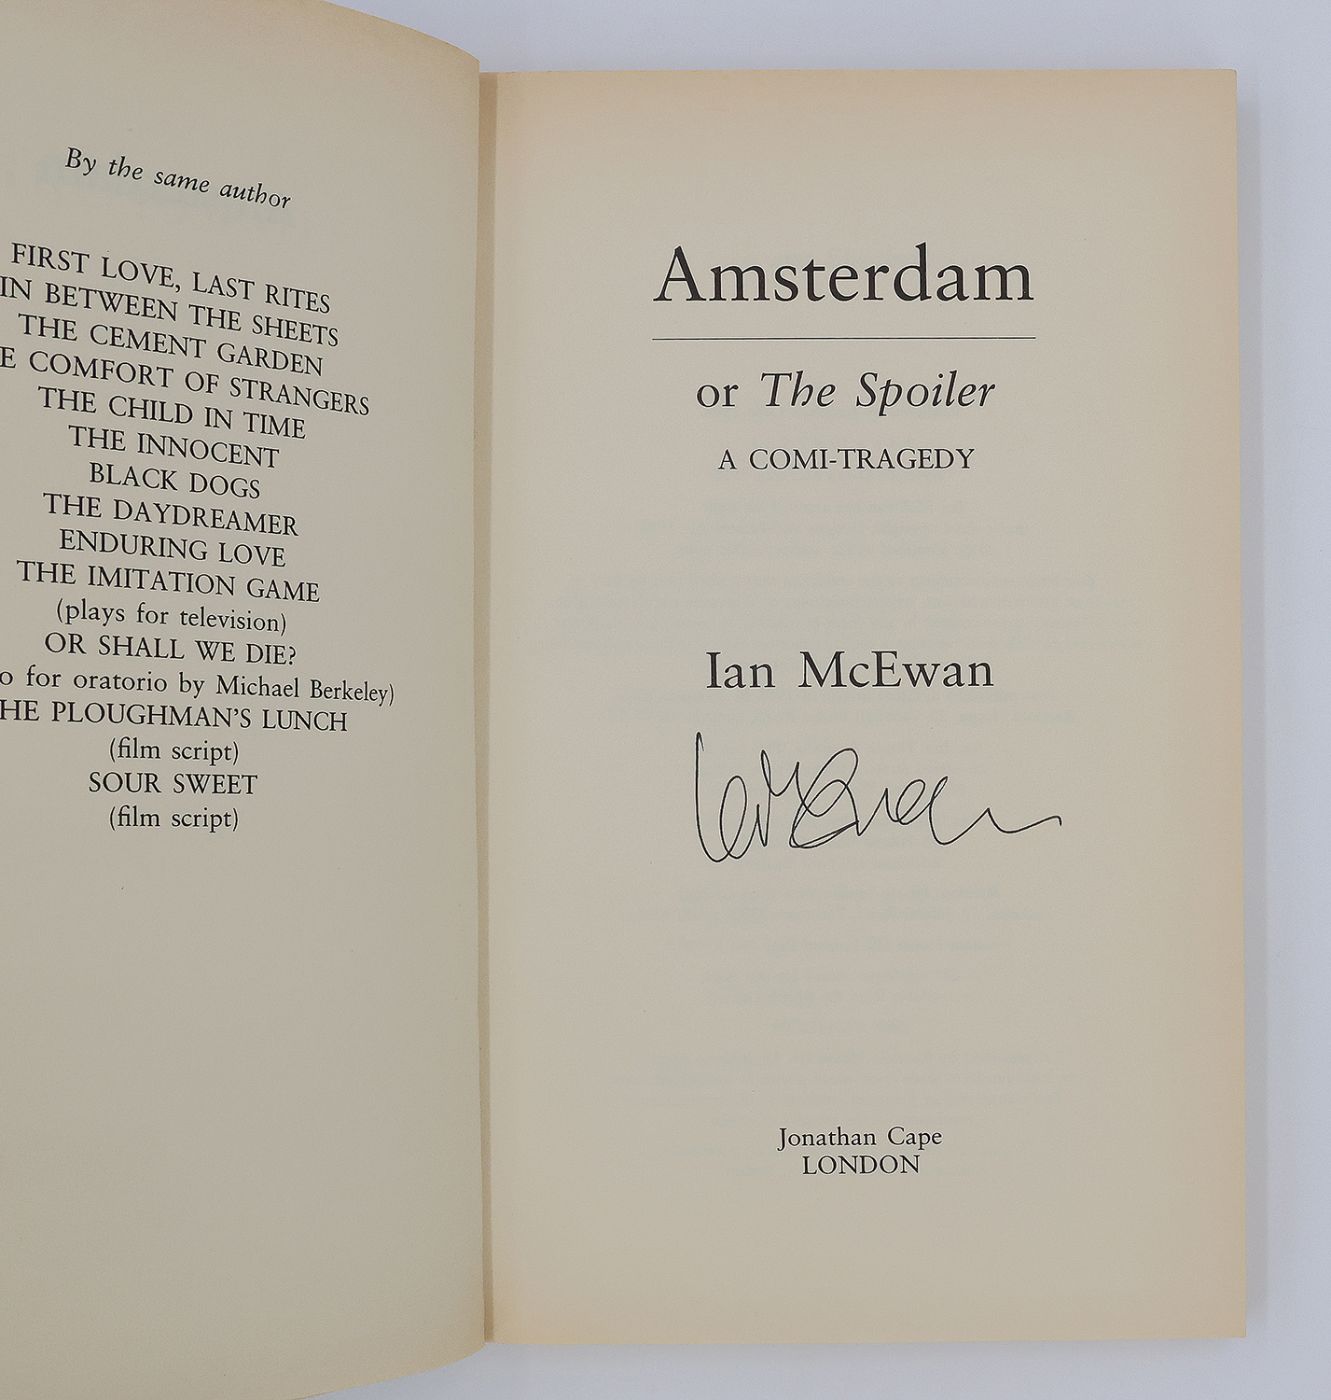 By the same author
FIRST LOVE, LAST RITES
IN BETWEEN THE SHEETS
THE CEMENT GARDEN
E COMFORT OF STRANGERS
THE CHILD IN TIME
THE INNOCENT
BLACK DOGS
THE DAYDREAMER
ENDURING LOVE
THE IMITATION GAME
(plays for television)
OR SHALL WE DIE?
o for oratorio by Michael Berkeley)
HE PLOUGHMAN'S LUNCH
(film script)
SOUR SWEET
(film script)
Amsterdam
or The Spoiler
A COMI-TRAGEDY
Ian McEwan
Ian McEwan
Jonathan Cape
LONDON